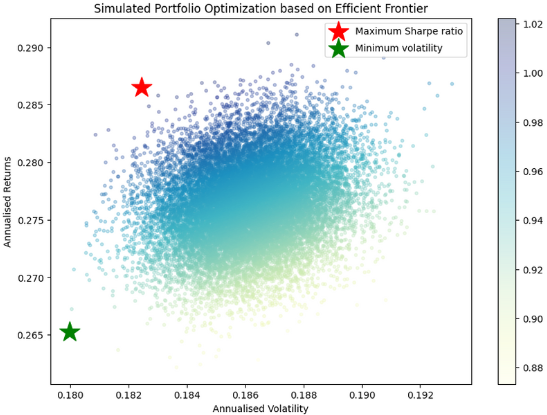 Simulated Portfolio Optimization based on Efficient Frontier
Maximum Sharpe ratio
Minimum volatility
Annualised Returns
0.290
0.285
0.280
0.275
0.270
0.265
0.180 0.182 0.184 0.186 0.188 0.190 0.192
Annualised Volatility
1.02
1.00
0.98
0.96
0.94
0.92
0.90
0.88